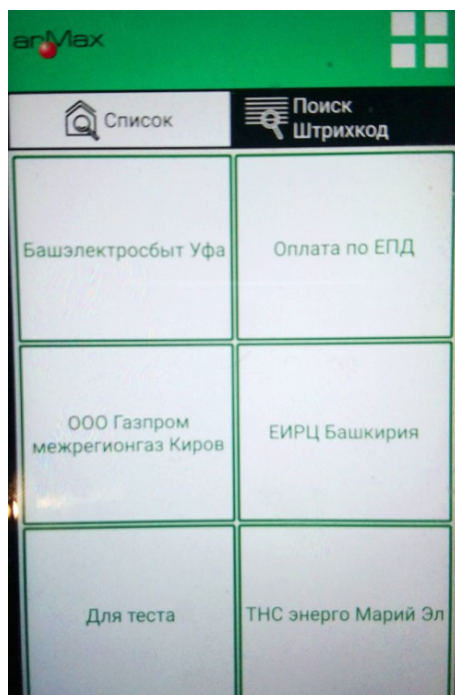 arMax
Список
Поиск
Штрихкод
Башэлектросбыт Уфа
Оплата по ЕПД
ООО Газпром
межрегионгаз Киров
ЕИРЦ Башкирия
Для теста
ТНС энерго Марий Эл